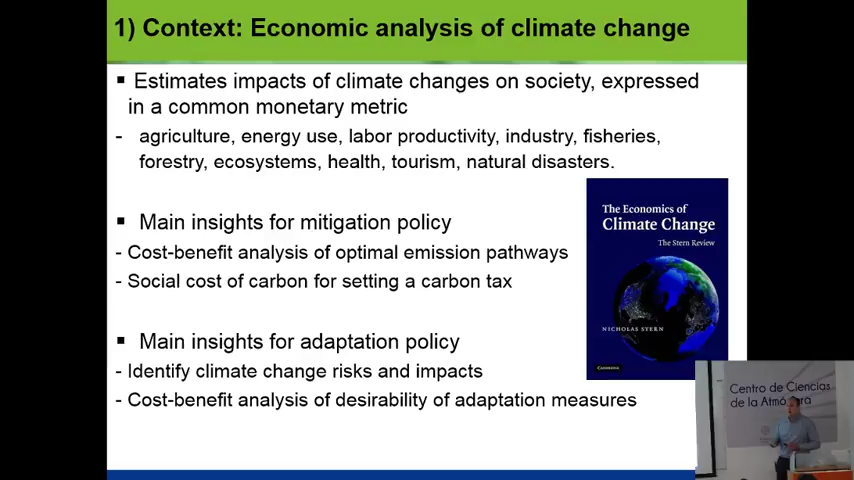 1) Context: Economic analysis of climate change
▪ Estimates impacts of climate changes on society, expressed
in a common monetary metric
- agriculture, energy use, labor productivity, industry, fisheries,
forestry, ecosystems, health, tourism, natural disasters.
▪ Main insights for mitigation policy
- Cost-benefit analysis of optimal emission pathways
- Social cost of carbon for setting a carbon tax
▪ Main insights for adaptation policy
- Identify climate change risks and impacts
- Cost-benefit analysis of desirability of adaptation measures
The Economics of
Climate Change
The Stern Review
NICHOLAS STERN
Centro de Ciencias
de la Atmósfera